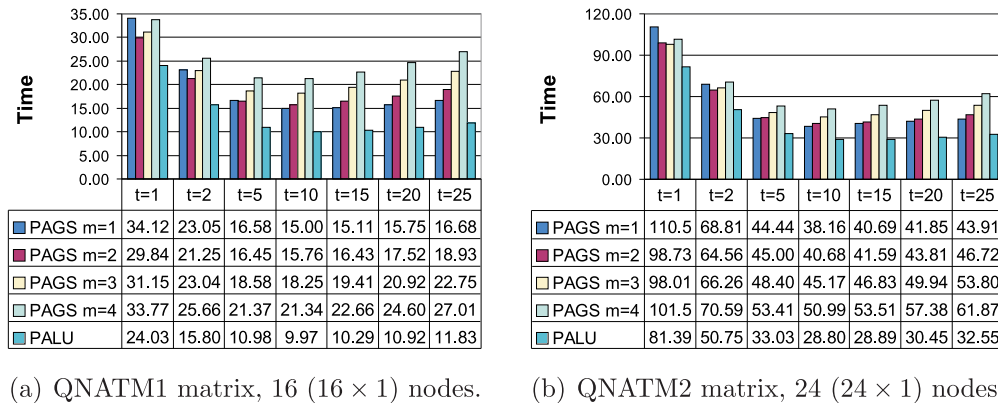 35.00
30.00
25.00
20.00
15.00
10.00
5.00
0.00
Time
t=1 t=2 t=5 t=10 t=15 t=20 t=25
PAGS m=1 34.12 23.05 16.58 15.00 15.11 15.75 16.68
PAGS m=2 29.84 21.25 16.45 15.76 16.43 17.52 18.93
PAGS m=3 31.15 23.04 18.58 18.25 19.41 20.92 22.75
PAGS m=4 33.77 25.66 21.37 21.34 22.66 24.60 27.01
PALU 24.03 15.80 10.98 9.97 10.29 10.92 11.83
(a) QNATM1 matrix, 16 (16 × 1) nodes.
120.00
90.00
60.00
30.00
0.00
Time
t=1 t=2 t=5 t=10 t=15 t=20 t=25
PAGS m=1 110.5 68.81 44.44 38.16 40.69 41.85 43.91
PAGS m=2 98.73 64.56 45.00 40.68 41.59 43.81 46.72
PAGS m=3 98.01 66.26 48.40 45.17 46.83 49.94 53.80
PAGS m=4 101.5 70.59 53.41 50.99 53.51 57.38 61.87
PALU 81.39 50.75 33.03 28.80 28.89 30.45 32.55
(b) QNATM2 matrix, 24 (24 × 1) nodes